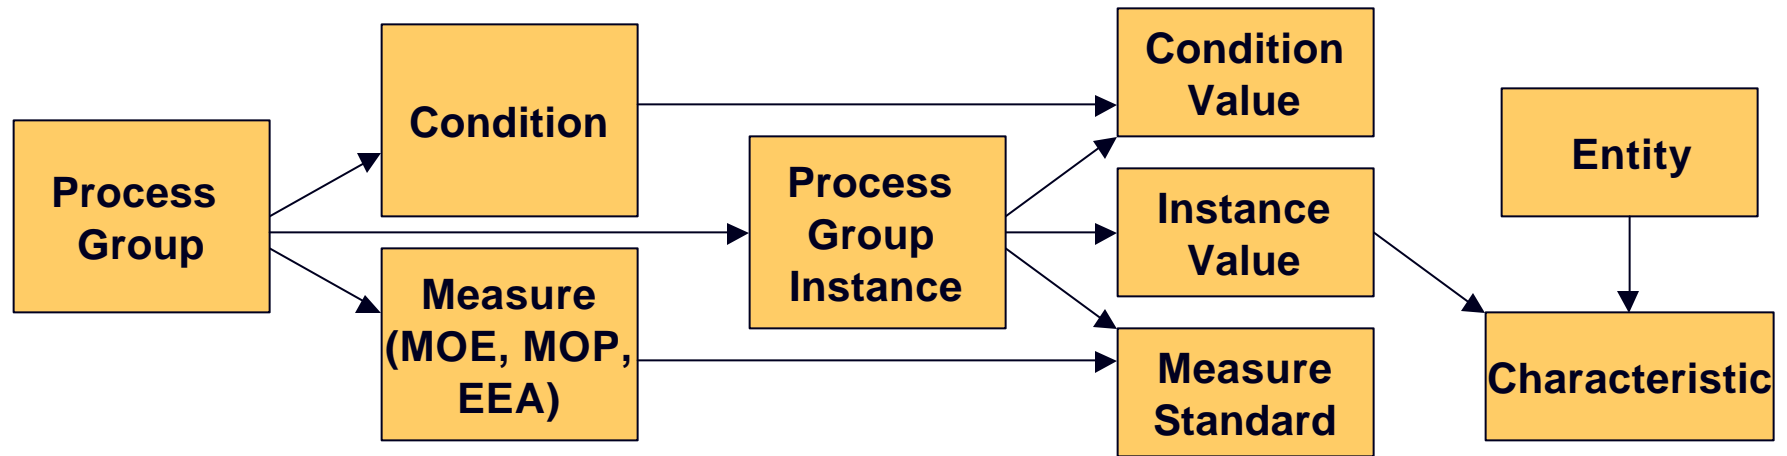 Process
Group
Condition
Measure
(MOE, MOP,
EEA)
Process
Group
Instance
Condition
Value
Instance
Value
Measure
Standard
Entity
Characteristic